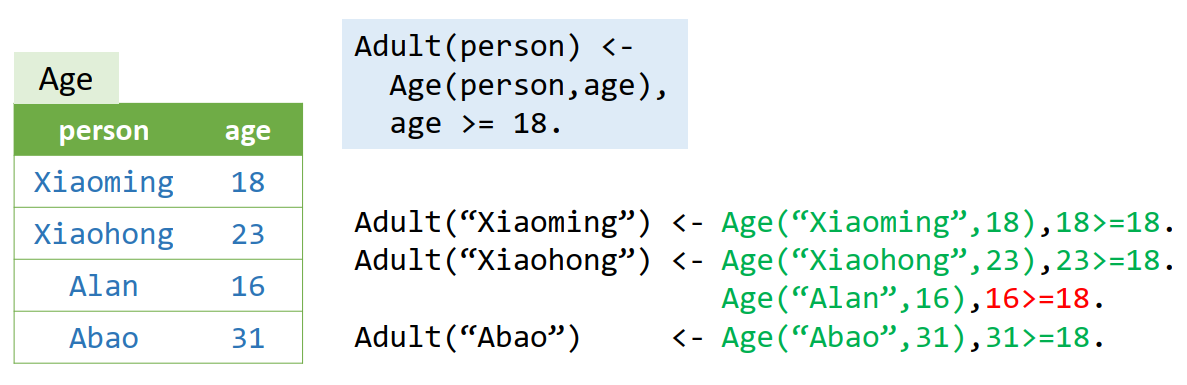 Age
person age
Xiaoming 18
Xiaohong 23
Alan 16
Abao 31
Adult(person) <-
Age(person,age),
age >= 18.
Adult(“Xiaoming”) <- Age(“Xiaoming”,18),18>=18.
Adult(“Xiaohong”) <- Age(“Xiaohong”,23),23>=18.
Age(“Alan”,16),16>=18.
Adult(“Abao”) <- Age(“Abao”,31),31>=18.